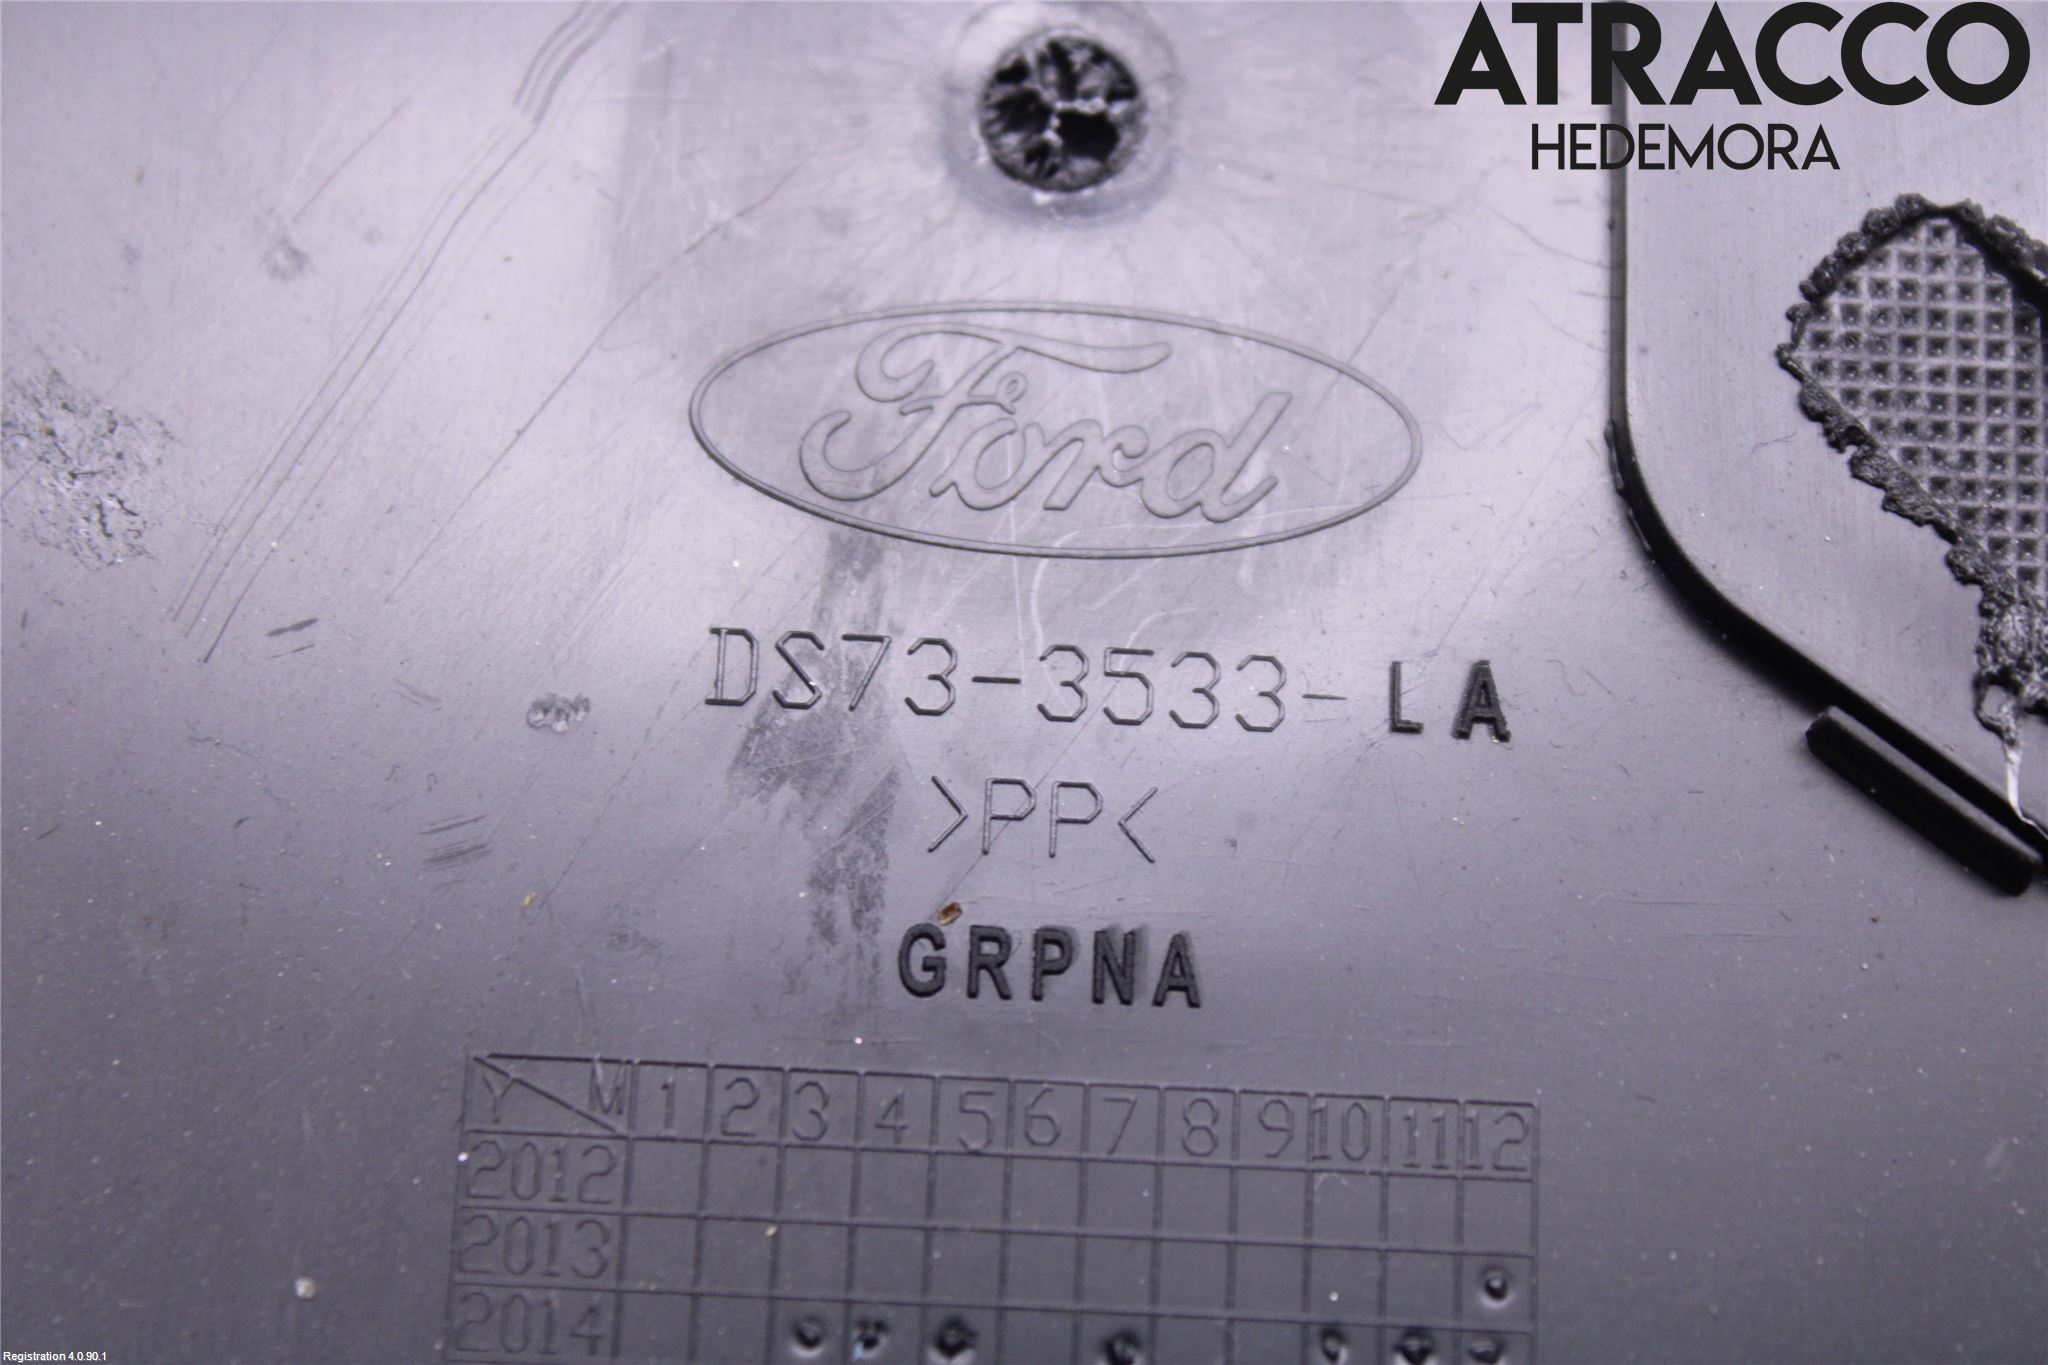 ATRACCO
HEDEMORA
Ford
DS73-3533-LA
>PP<
GRPNA
Y M 1 2 3 4 5 6 7 8 9 10 11 12
2012
2013
2014
Registration 4.0.90.1